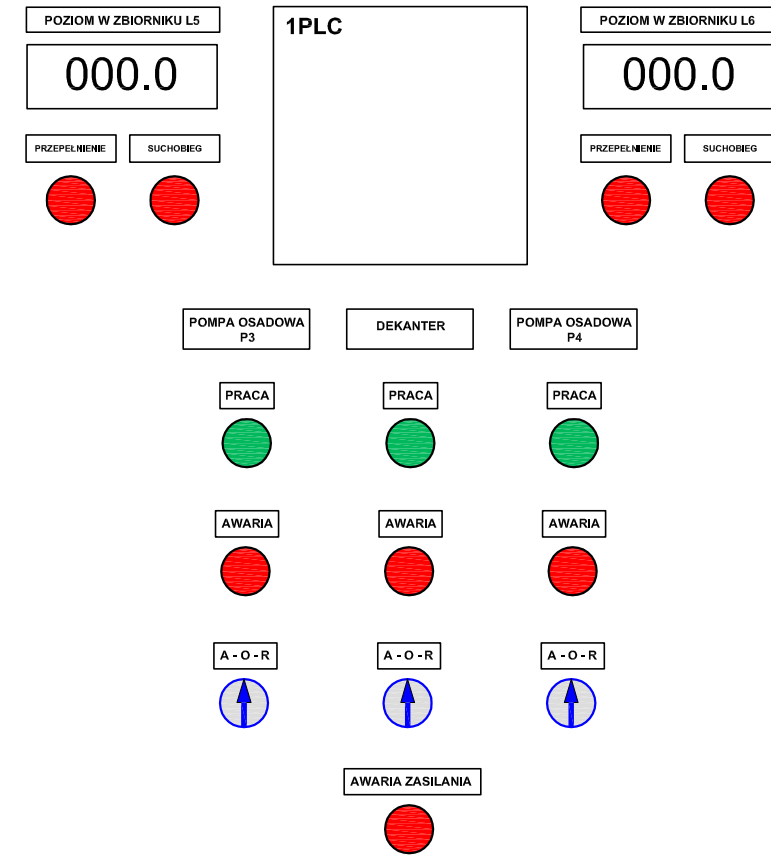 POZIOM W ZBIORNIKU L5
1PLC
POZIOM W ZBIORNIKU L6
000.0
000.0
PRZEPEŁNIENIE
SUCHOBIEG
PRZEPEŁNIENIE
SUCHOBIEG
POMPA OSADOWA
P3
DEKANTER
POMPA OSADOWA
P4
PRACA
PRACA
PRACA
AWARIA
AWARIA
AWARIA
A - O - R
A - O - R
A - O - R
AWARIA ZASILANIA